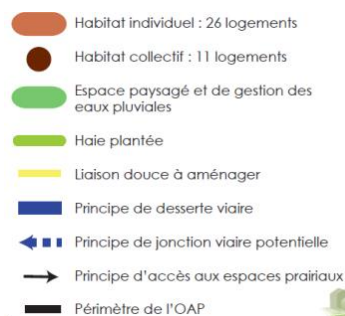 Habitat individuel : 26 logements
Habitat collectif : 11 logements
Espace paysagé et de gestion des
eaux pluviales
Haie plantée
Liaison douce à aménager
Principe de desserte viaire
Principe de jonction viaire potentielle
Principe d'accès aux espaces prairiaux
Périmètre de l'OAP